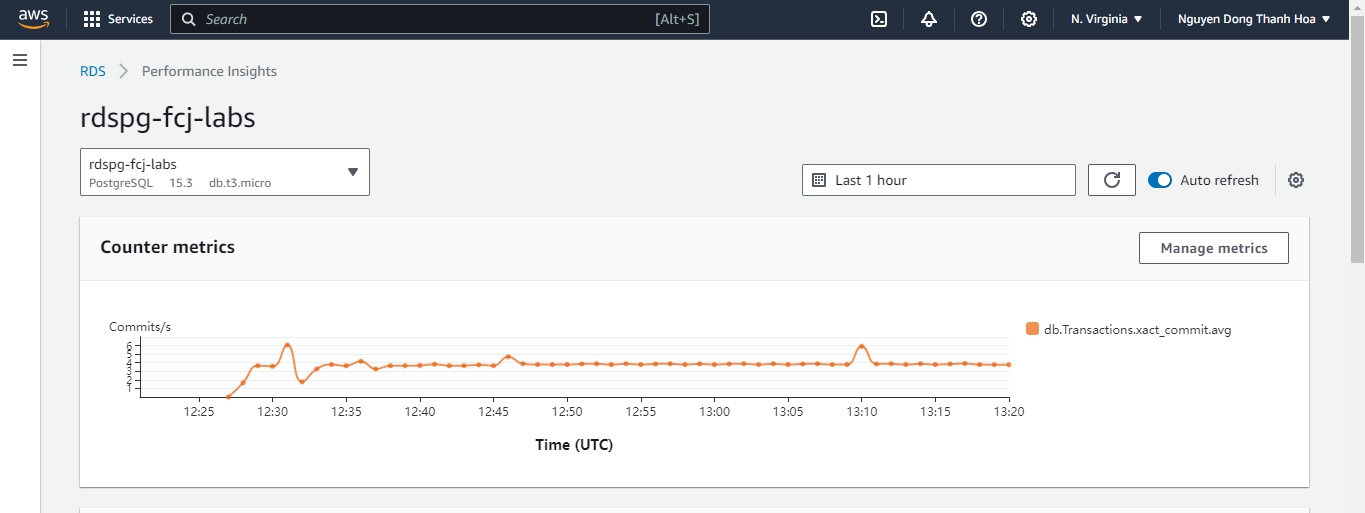 aws Services Search [Alt+S] N. Virginia Nguyen Dong Thanh Hoa
RDS Performance Insights
rdspg-fcj-labs
rdspg-fcj-labs
PostgreSQL 15.3 db.t3.micro
Last 1 hour Auto refresh
Counter metrics Manage metrics
Commits/s
db.Transactions.xact_commit.avg
6
5
4
3
2
1
12:25 12:30 12:35 12:40 12:45 12:50 12:55 13:00 13:05 13:10 13:15 13:20
Time (UTC)